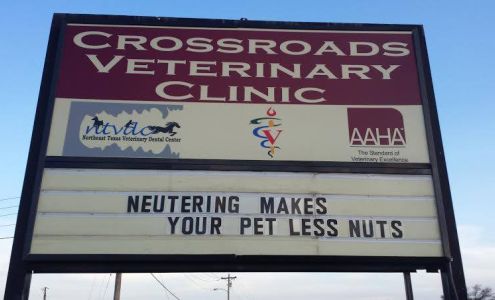 CROSSROADS
VETERINARY
CLINIC
ntvdc
Northeast Texas Veterinary Dental Center
V
AAHA
The Standard of
Veterinary Excellence
NEUTERING MAKES
YOUR PET LESS NUTS